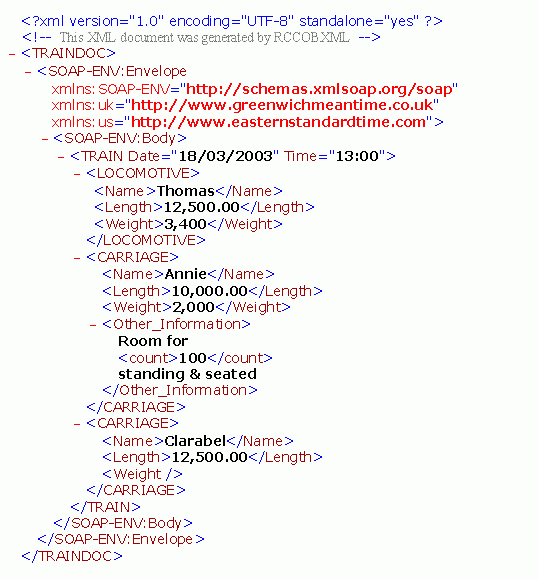 <?xml version="1.0" encoding="UTF-8" standalone="yes" ?>
<!-- This XML document was generated by RCCOBXML -->
- <TRAINDOC>
- <SOAP-ENV:Envelope
xmlns:SOAP-ENV="http://schemas.xmlsoap.org/soap"
xmlns:uk="http://www.greenwichmeantime.co.uk"
xmlns:us="http://www.easternstandardtime.com">
- <SOAP-ENV:Body>
- <TRAIN Date="18/03/2003" Time="13:00">
- <LOCOMOTIVE>
<Name>Thomas</Name>
<Length>12,500.00</Length>
<Weight>3,400</Weight>
</LOCOMOTIVE>
- <CARRIAGE>
<Name>Annie</Name>
<Length>10,000.00</Length>
<Weight>2,000</Weight>
- <Other_Information>
Room for
<count>100</count>
standing & seated
</Other_Information>
</CARRIAGE>
- <CARRIAGE>
<Name>Clarabel</Name>
<Length>12,500.00</Length>
<Weight />
</CARRIAGE>
</TRAIN>
</SOAP-ENV:Body>
</SOAP-ENV:Envelope>
</TRAINDOC>